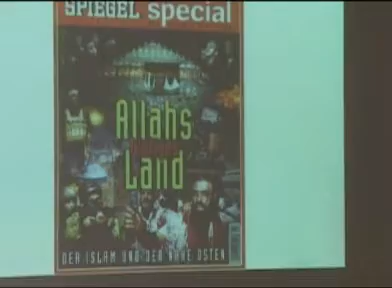 SPIEGEL special
Allahs
Land
DER ISLAM UND DER NAHE OSTEN